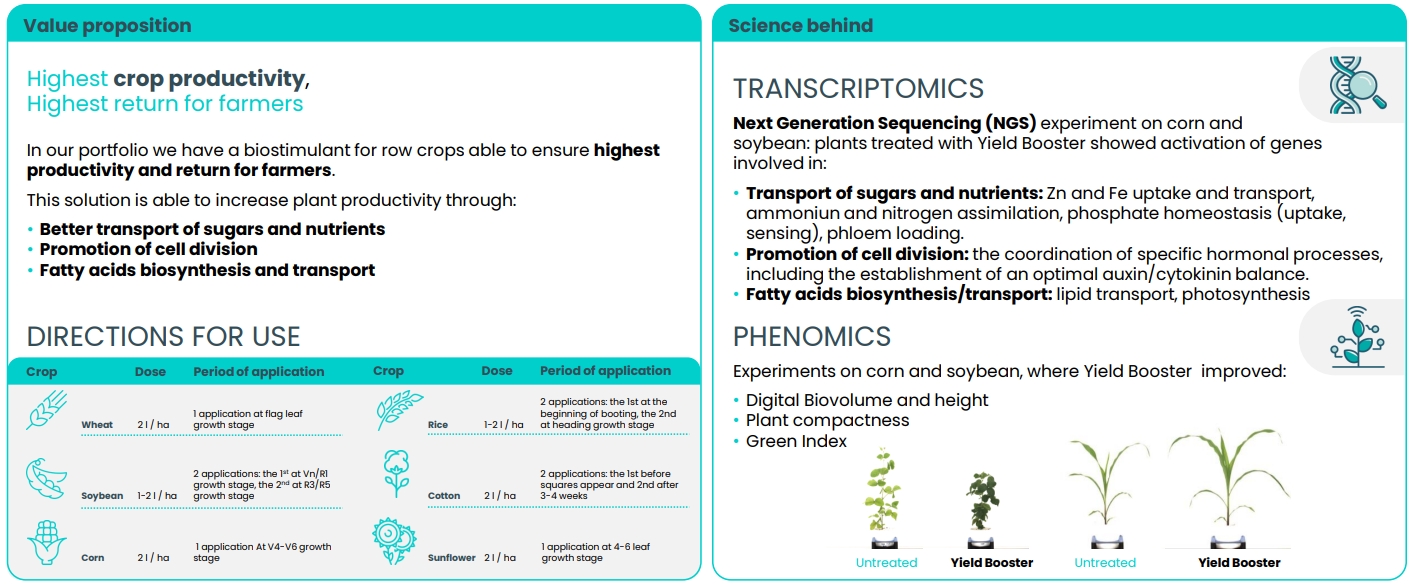 Value proposition
Highest crop productivity,
Highest return for farmers
In our portfolio we have a biostimulant for row crops able to ensure highest
productivity and return for farmers.
This solution is able to increase plant productivity through:
• Better transport of sugars and nutrients
• Promotion of cell division
• Fatty acids biosynthesis and transport
DIRECTIONS FOR USE
Crop Dose Period of application
Wheat 2 l / ha 1 application at flag leaf
growth stage
Soybean 1-2 l / ha 2 applications: the 1st at Vn/R1
growth stage, the 2nd at R3/R5
growth stage
Corn 2 l / ha 1 application At V4-V6 growth
stage
Crop Dose Period of application
Rice 1-2 l / ha 2 applications: the 1st at the
beginning of booting, the 2nd
at heading growth stage
Cotton 2 l / ha 2 applications: the 1st before
squares appear and 2nd after
3-4 weeks
Sunflower 2 l / ha 1 application at 4-6 leaf
growth stage
Science behind
TRANSCRIPTOMICS
Next Generation Sequencing (NGS) experiment on corn and
soybean: plants treated with Yield Booster showed activation of genes
involved in:
• Transport of sugars and nutrients: Zn and Fe uptake and transport,
ammoniun and nitrogen assimilation, phosphate homeostasis (uptake,
sensing), phloem loading.
• Promotion of cell division: the coordination of specific hormonal processes,
including the establishment of an optimal auxin/cytokinin balance.
• Fatty acids biosynthesis/transport: lipid transport, photosynthesis
PHENOMICS
Experiments on corn and soybean, where Yield Booster improved:
• Digital Biovolume and height
• Plant compactness
• Green Index
Untreated Yield Booster Untreated Yield Booster